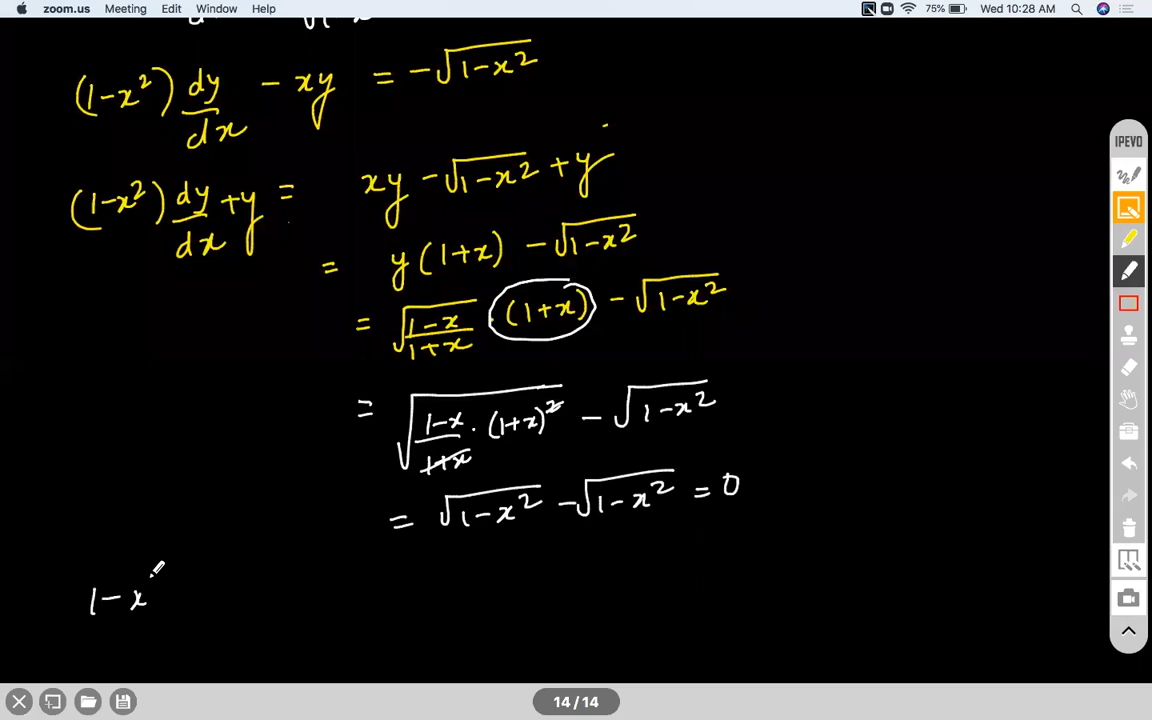 zoom.us Meeting Edit Window Help 75% Wed 10:28 AM
(1-x²) dy/dx - xy = -√(1-x²)
(1-x²) dy/dx + y = xy - √(1-x²) + y
= y(1+x) - √(1-x²)
= √((1-x)/(1+x)) · (1+x) - √(1-x²)
= √((1-x)/(1+x) · (1+x)²) - √(1-x²)
= √(1-x²) - √(1-x²) = 0
1-x
IPEVO
14/14